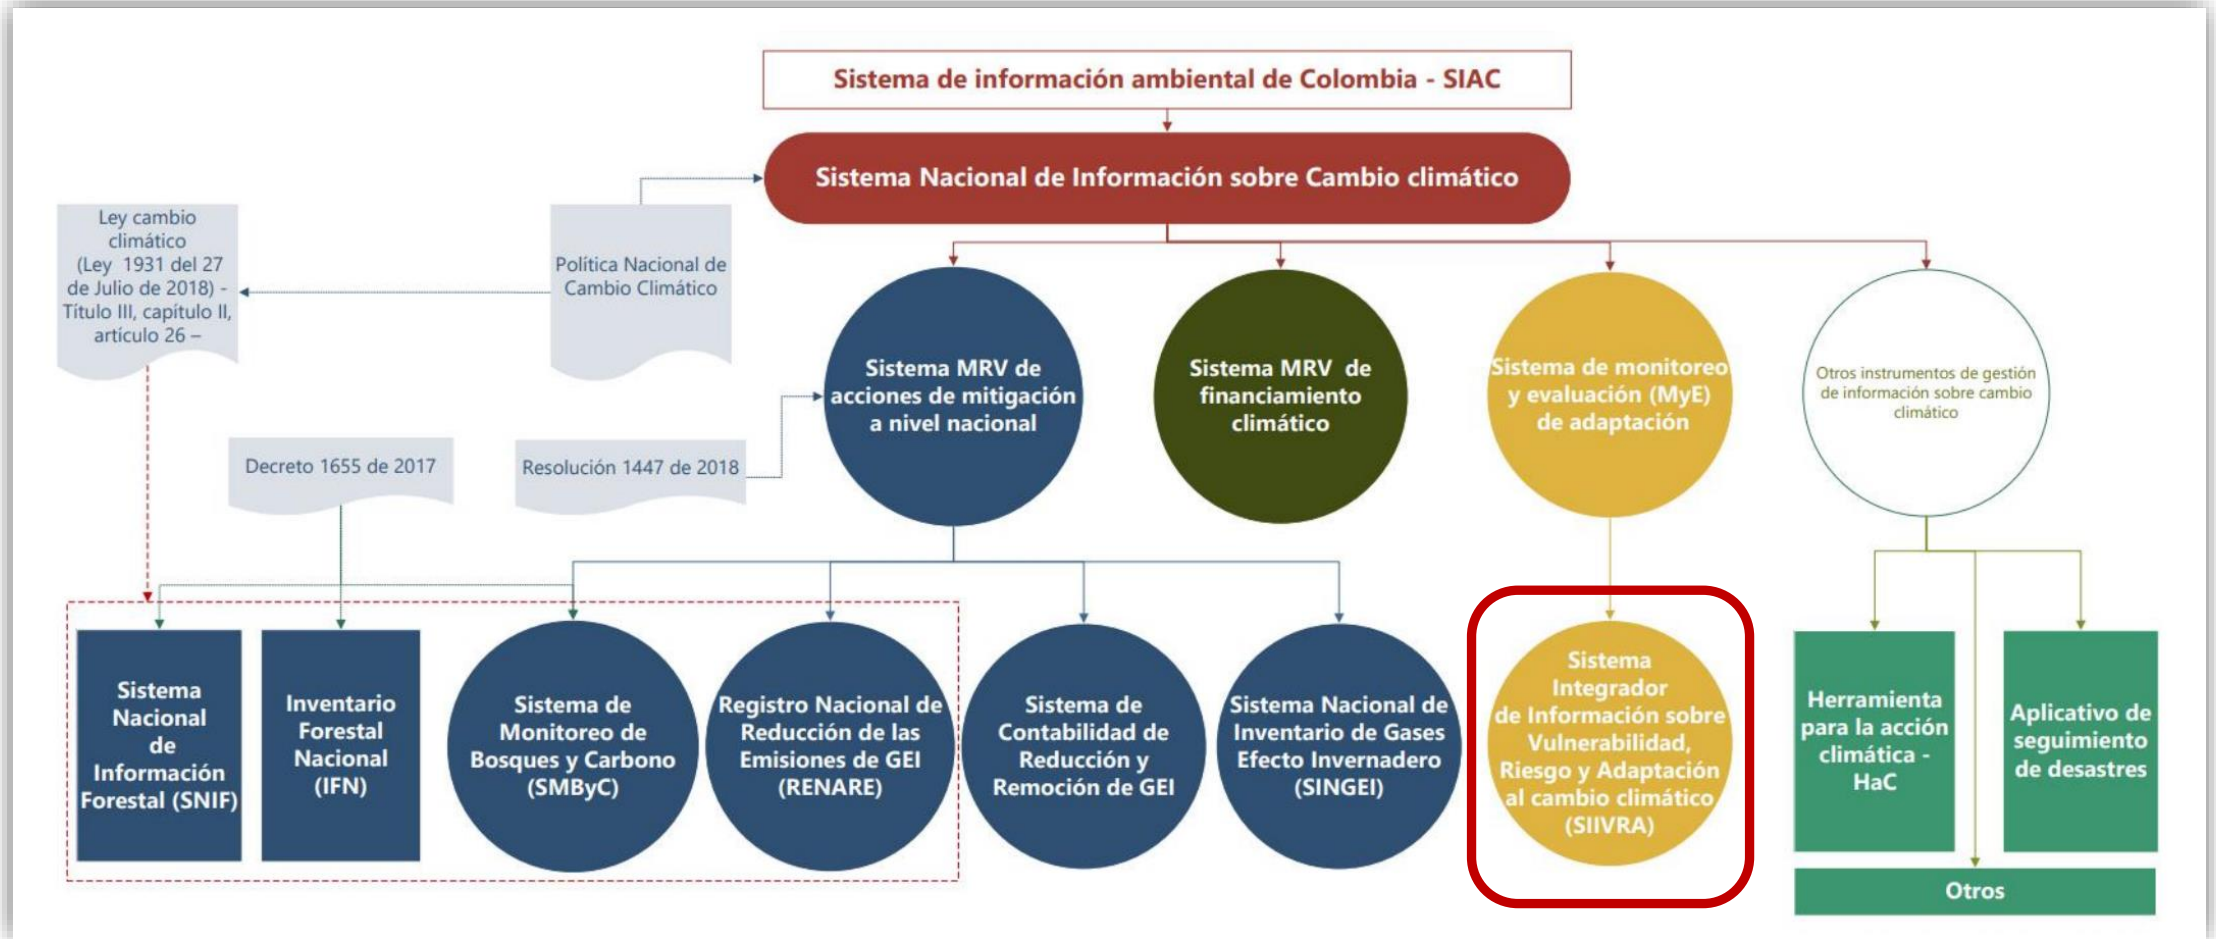 Sistema de información ambiental de Colombia - SIAC
Sistema Nacional de Información sobre Cambio climático
Ley cambio
climático
(Ley 1931 del 27
de Julio de 2018) -
Título III, capítulo II,
artículo 26 –
Política Nacional de
Cambio Climático
Decreto 1655 de 2017
Resolución 1447 de 2018
Sistema MRV de
acciones de mitigación
a nivel nacional
Sistema MRV de
financiamiento
climático
Sistema de monitoreo
y evaluación (MyE)
de adaptación
Otros instrumentos de gestión
de información sobre cambio
climático
Sistema
Nacional
de
Información
Forestal (SNIF)
Inventario
Forestal
Nacional
(IFN)
Sistema de
Monitoreo de
Bosques y Carbono
(SMByC)
Registro Nacional de
Reducción de las
Emisiones de GEI
(RENARE)
Sistema de
Contabilidad de
Reducción y
Remoción de GEI
Sistema Nacional de
Inventario de Gases
Efecto Invernadero
(SINGEI)
Sistema
Integrador
de Información sobre
Vulnerabilidad,
Riesgo y Adaptación
al cambio climático
(SIIVRA)
Herramienta
para la acción
climática -
HaC
Aplicativo de
seguimiento
de desastres
Otros